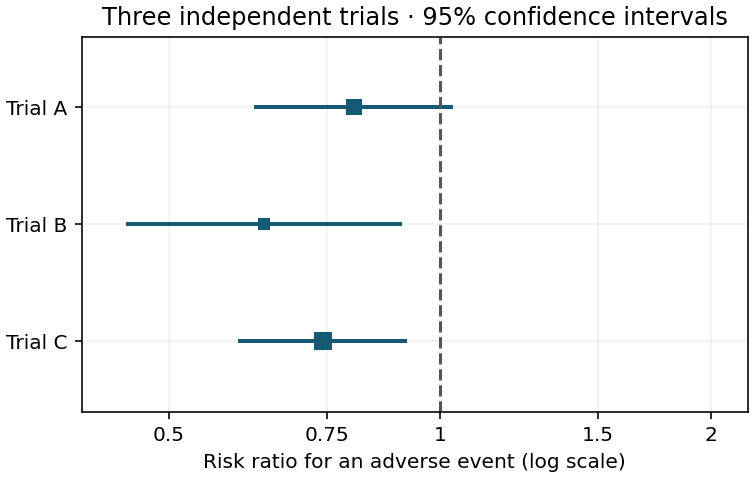 Three independent trials · 95% confidence intervals
Trial A
Trial B
Trial C
0.5 0.75 1 1.5 2
Risk ratio for an adverse event (log scale)